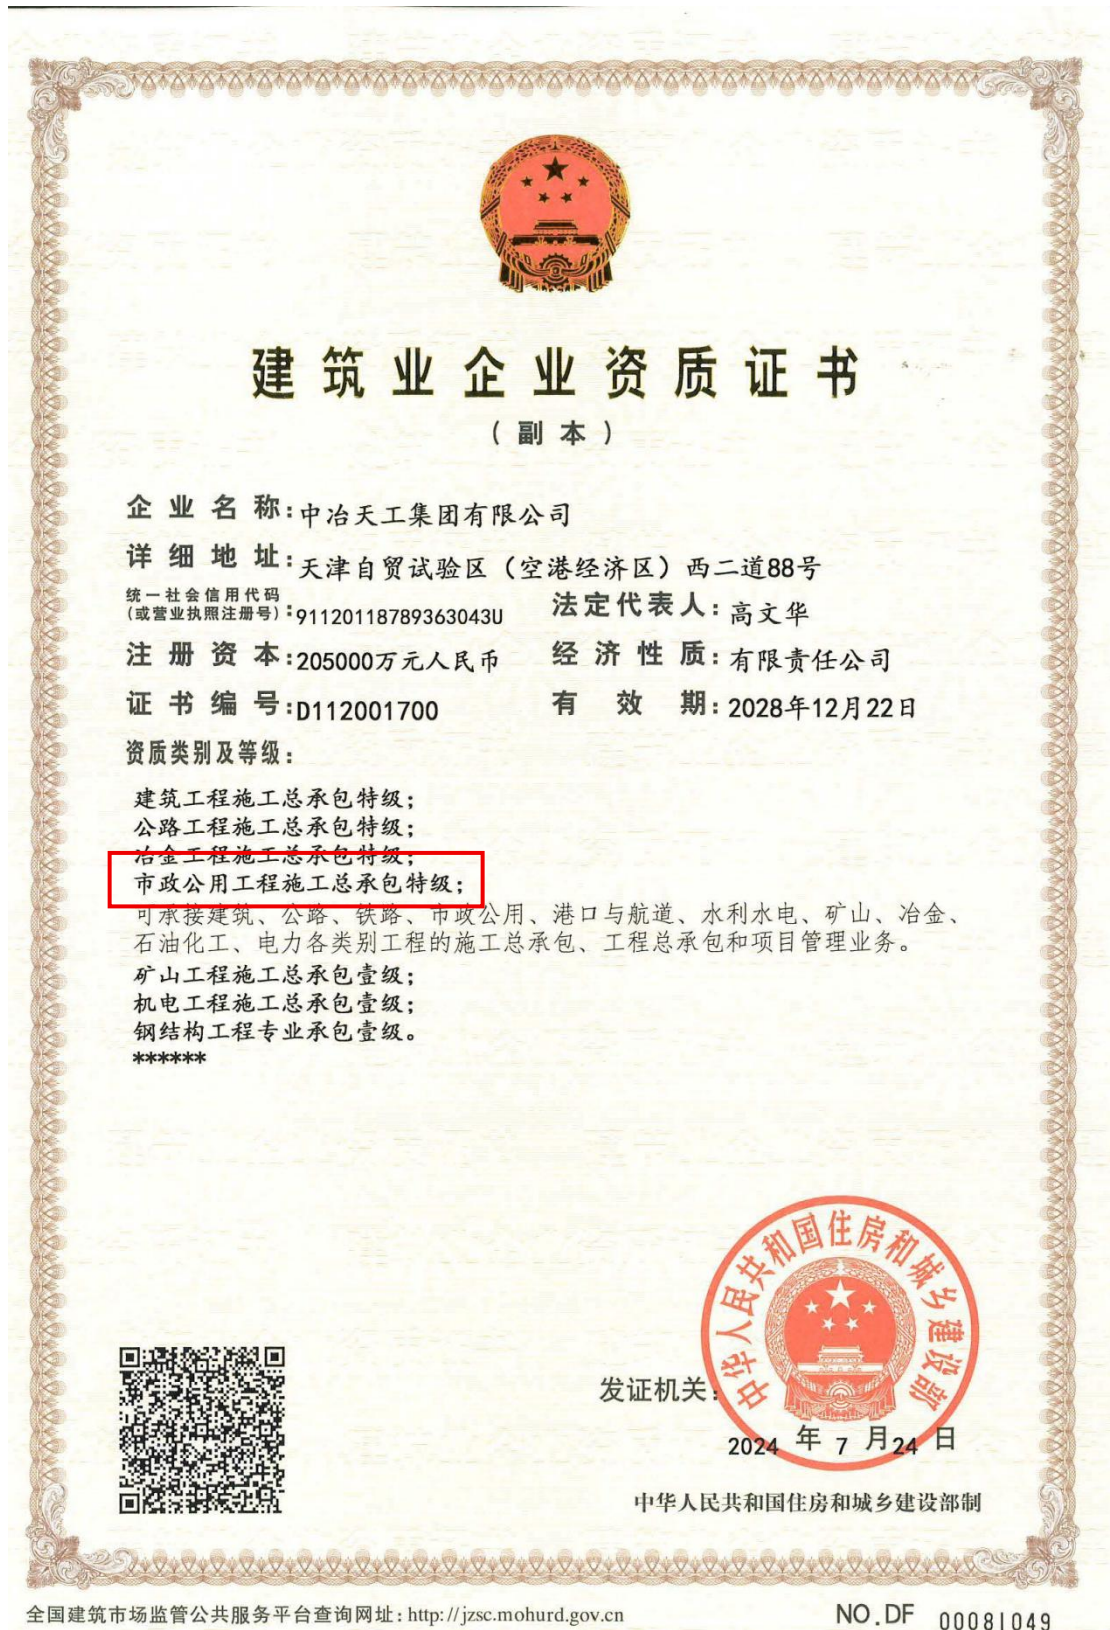 建筑业企业资质证书
（副本）
企业名称：中冶天工集团有限公司
详细地址：天津自贸试验区（空港经济区）西二道88号
统一社会信用代码
（或营业执照注册号）：91120118789363043U 法定代表人：高文华
注册资本：205000万元人民币 经济性质：有限责任公司
证书编号：D112001700 有效期：2028年12月22日
资质类别及等级：
建筑工程施工总承包特级；
公路工程施工总承包特级；
冶金工程施工总承包特级；
市政公用工程施工总承包特级；
可承接建筑、公路、铁路、市政公用、港口与航道、水利水电、矿山、冶金、
石油化工、电力各类别工程的施工总承包、工程总承包和项目管理业务。
矿山工程施工总承包壹级；
机电工程施工总承包壹级；
钢结构工程专业承包壹级。
******
中华人民共和国住房和城乡建设部
发证机关：
2024年7月24日
中华人民共和国住房和城乡建设部制
全国建筑市场监管公共服务平台查询网址：http://jzsc.mohurd.gov.cn NO.DF 00081049